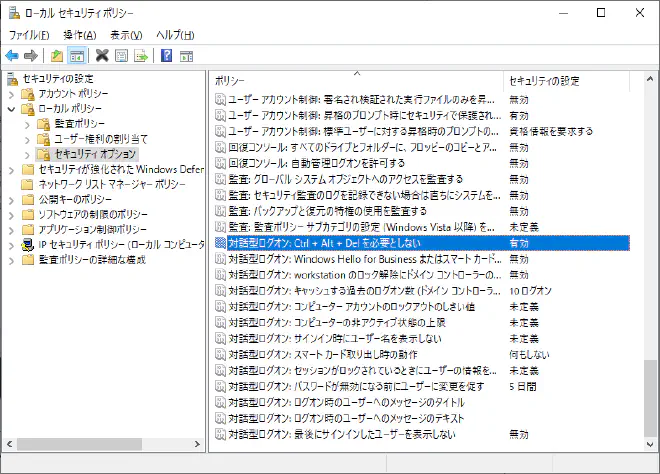 ローカル セキュリティ ポリシー
ファイル(F) 操作(A) 表示(V) ヘルプ(H)
セキュリティの設定
アカウント ポリシー
ローカル ポリシー
監査ポリシー
ユーザー権利の割り当て
セキュリティ オプション
セキュリティが強化された Windows Defen
ネットワーク リスト マネージャー ポリシー
公開キーのポリシー
ソフトウェアの制限のポリシー
アプリケーション制御ポリシー
IP セキュリティ ポリシー (ローカル コンピュータ
監査ポリシーの詳細な構成
ポリシー セキュリティの設定
ユーザー アカウント制御: 署名され検証された実行ファイルのみを昇... 無効
ユーザー アカウント制御: 昇格のプロンプト時にセキュリティで保護され... 有効
ユーザー アカウント制御: 標準ユーザーに対する昇格時のプロンプトの... 資格情報を要求する
回復コンソール: すべてのドライブとフォルダーに、フロッピーのコピーとア... 無効
回復コンソール: 自動管理ログオンを許可する 無効
監査: グローバル システム オブジェクトへのアクセスを監査する 無効
監査: セキュリティ監査のログを記録できない場合は直ちにシステムを... 無効
監査: バックアップと復元の特権の使用を監査する 無効
監査: 監査ポリシー サブカテゴリの設定 (Windows Vista 以降) を... 未定義
対話型ログオン: Ctrl + Alt + Del を必要としない 有効
対話型ログオン: Windows Hello for Business またはスマート カード... 無効
対話型ログオン: workstation のロック解除にドメイン コントローラーの... 無効
対話型ログオン: キャッシュする過去のログオン数 (ドメイン コントローラ... 10 ログオン
対話型ログオン: コンピューター アカウントのロックアウトのしきい値 未定義
対話型ログオン: コンピューターの非アクティブ状態の上限 未定義
対話型ログオン: サインイン時にユーザー名を表示しない 未定義
対話型ログオン: スマート カード取り出し時の動作 何もしない
対話型ログオン: セッションがロックされているときにユーザーの情報を... 未定義
対話型ログオン: パスワードが無効になる前にユーザーに変更を促す 5 日間
対話型ログオン: ログオン時のユーザーへのメッセージのタイトル
対話型ログオン: ログオン時のユーザーへのメッセージのテキスト
対話型ログオン: 最後にサインインしたユーザーを表示しない 無効